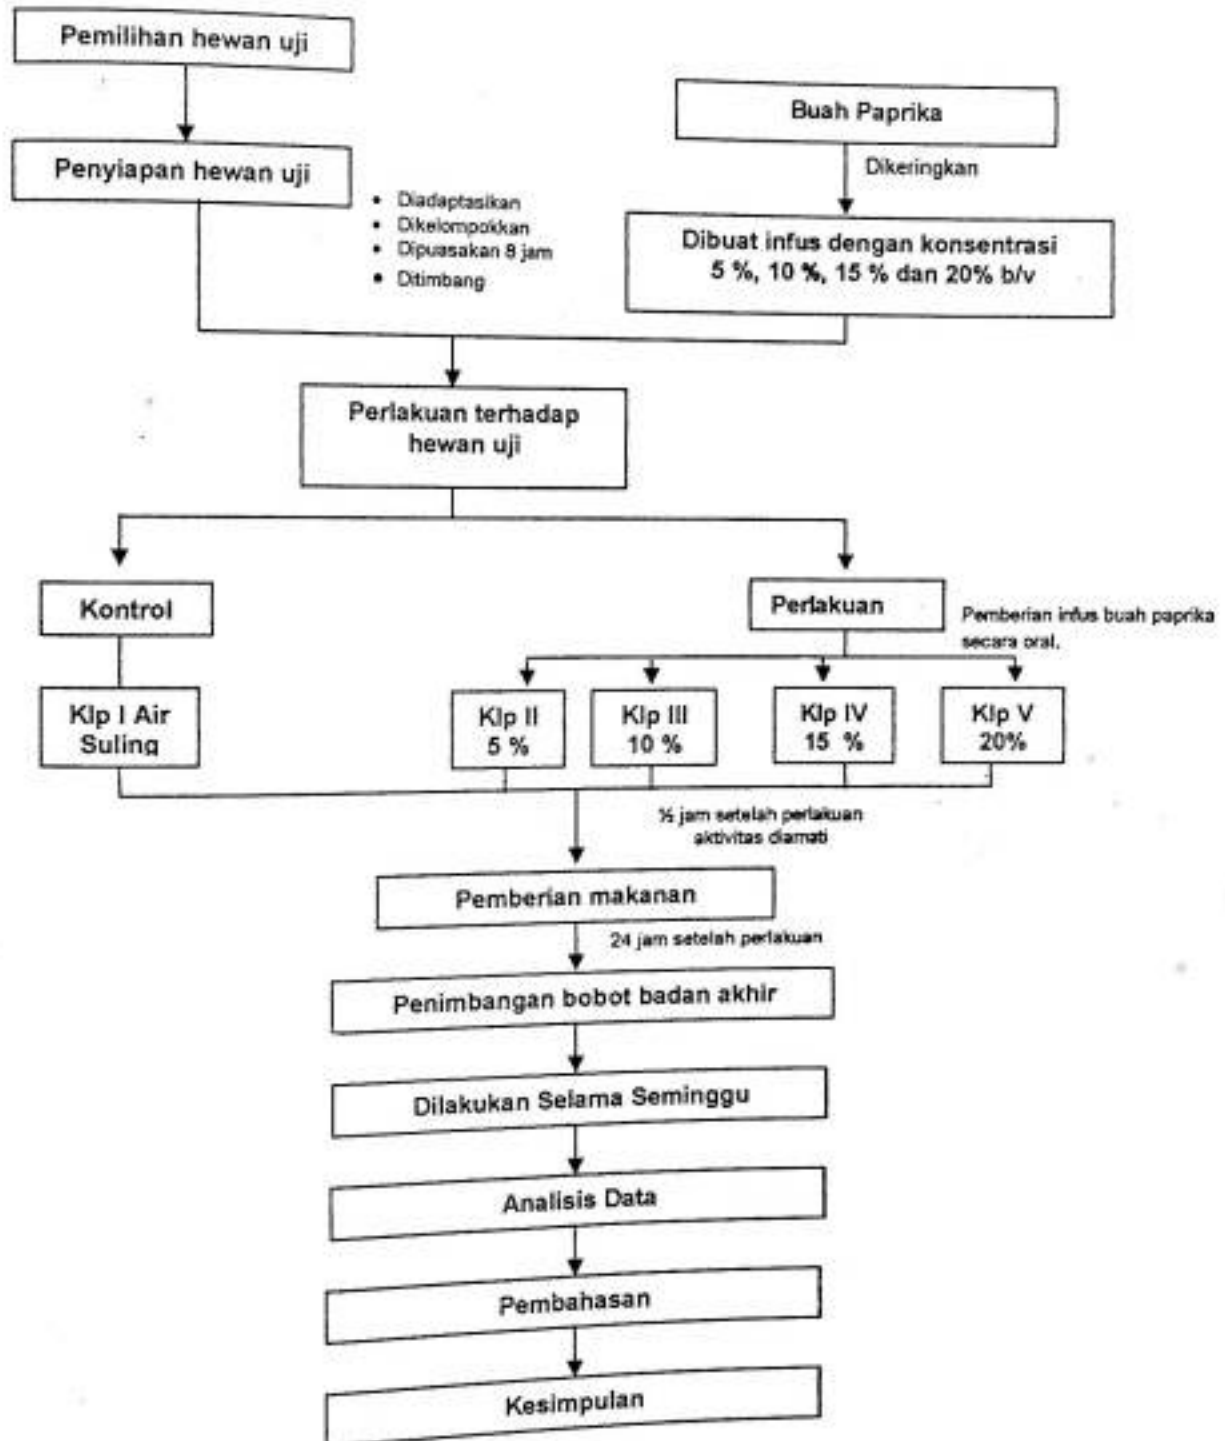 Pemilihan hewan uji
Buah Paprika
Dikeringkan
Penyiapan hewan uji
• Diadaptasikan
• Dikelompokkan
• Dipuasakan 8 jam
• Ditimbang
Dibuat infus dengan konsentrasi
5 %, 10 %, 15 % dan 20% b/v
Perlakuan terhadap
hewan uji
Kontrol
Perlakuan
Pemberian infus buah paprika
secara oral.
Klp I Air
Suling
Klp II
5 %
Klp III
10 %
Klp IV
15 %
Klp V
20%
½ jam setelah perlakuan
aktivitas diamati
Pemberian makanan
24 jam setelah perlakuan
Penimbangan bobot badan akhir
Dilakukan Selama Seminggu
Analisis Data
Pembahasan
Kesimpulan